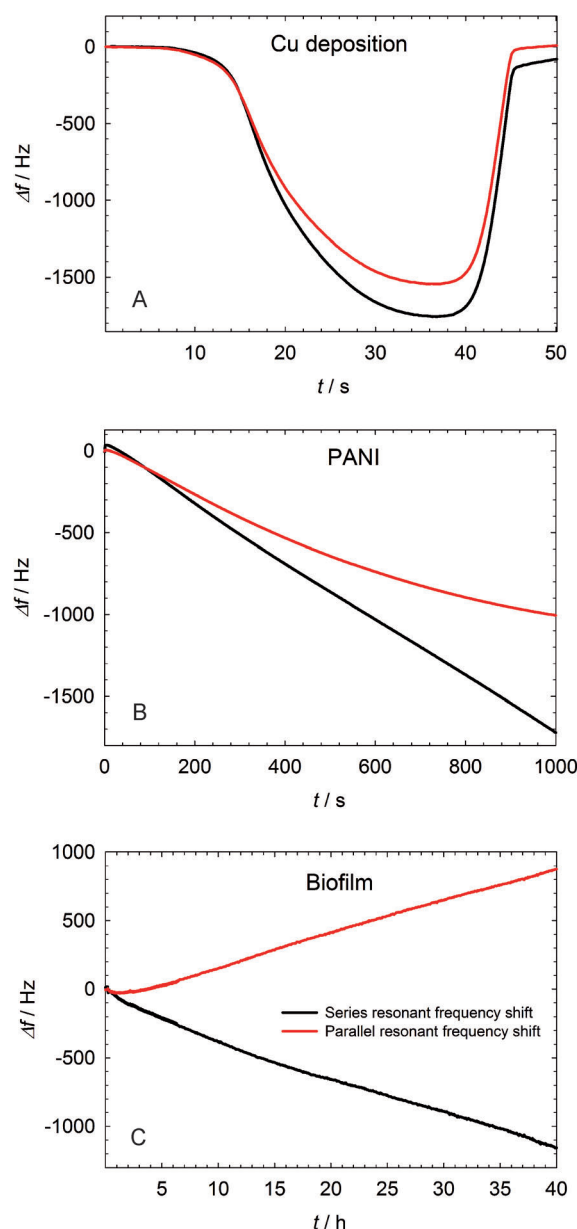 Cu deposition
0
-500
-1000
-1500
Δf / Hz
A
10 20 30 40 50
t / s
PANI
0
-500
-1000
-1500
Δf / Hz
B
0 200 400 600 800 1000
t / s
Biofilm
1000
500
0
-500
-1000
Δf / Hz
Series resonant frequency shift
Parallel resonant frequency shift
C
5 10 15 20 25 30 35 40
t / h